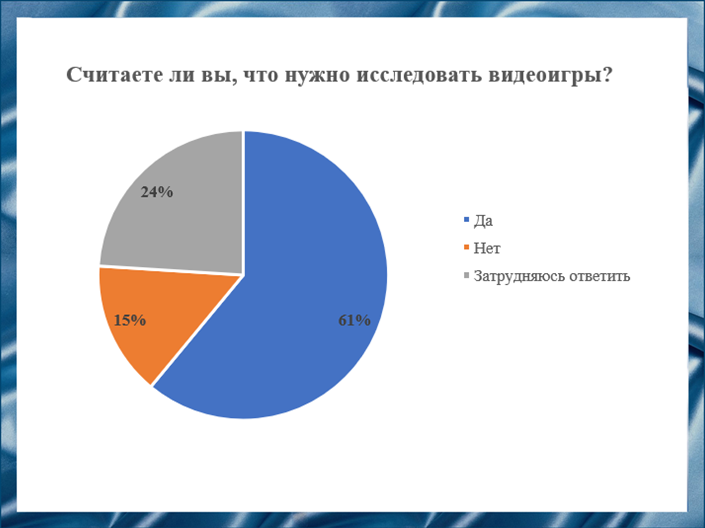 Считаете ли вы, что нужно исследовать видеоигры?
24%
15%
61%
Да
Нет
Затрудняюсь ответить